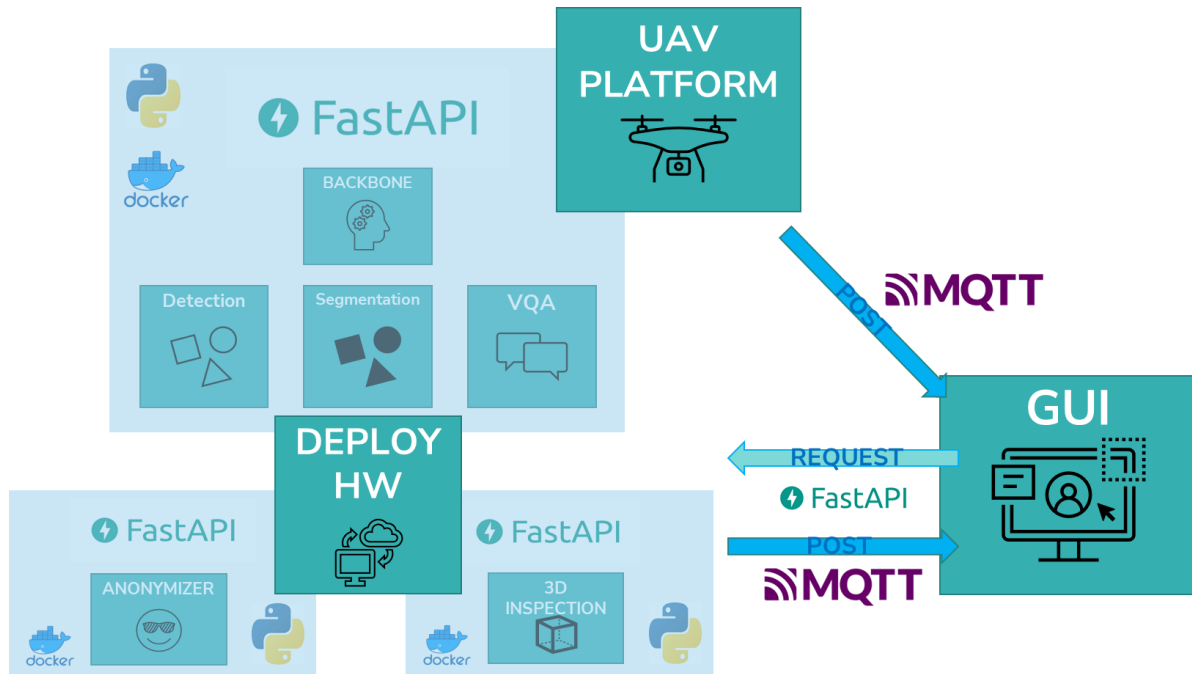 UAV
PLATFORM
FastAPI
docker
BACKBONE
Detection
Segmentation
VQA
POST
MQTT
GUI
DEPLOY
HW
REQUEST
FastAPI
POST
MQTT
FastAPI
ANONYMIZER
docker
FastAPI
3D
INSPECTION
docker